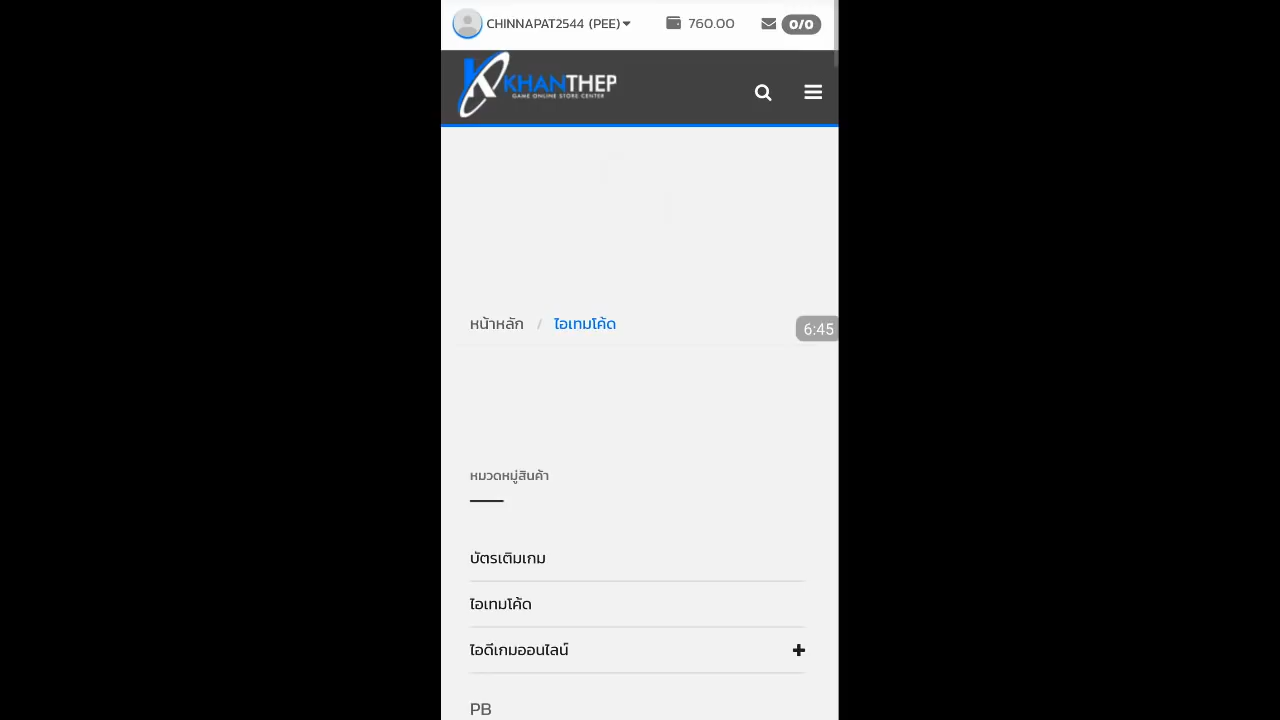 CHINNAPAT2544 (PEE) 760.00 0/0
KHANTHEP
GAME ONLINE STORE CENTER
หน้าหลัก / ไอเทมโค้ด
6:45
หมวดหมู่สินค้า
บัตรเติมเกม
ไอเทมโค้ด
ไอดีเกมออนไลน์
PB